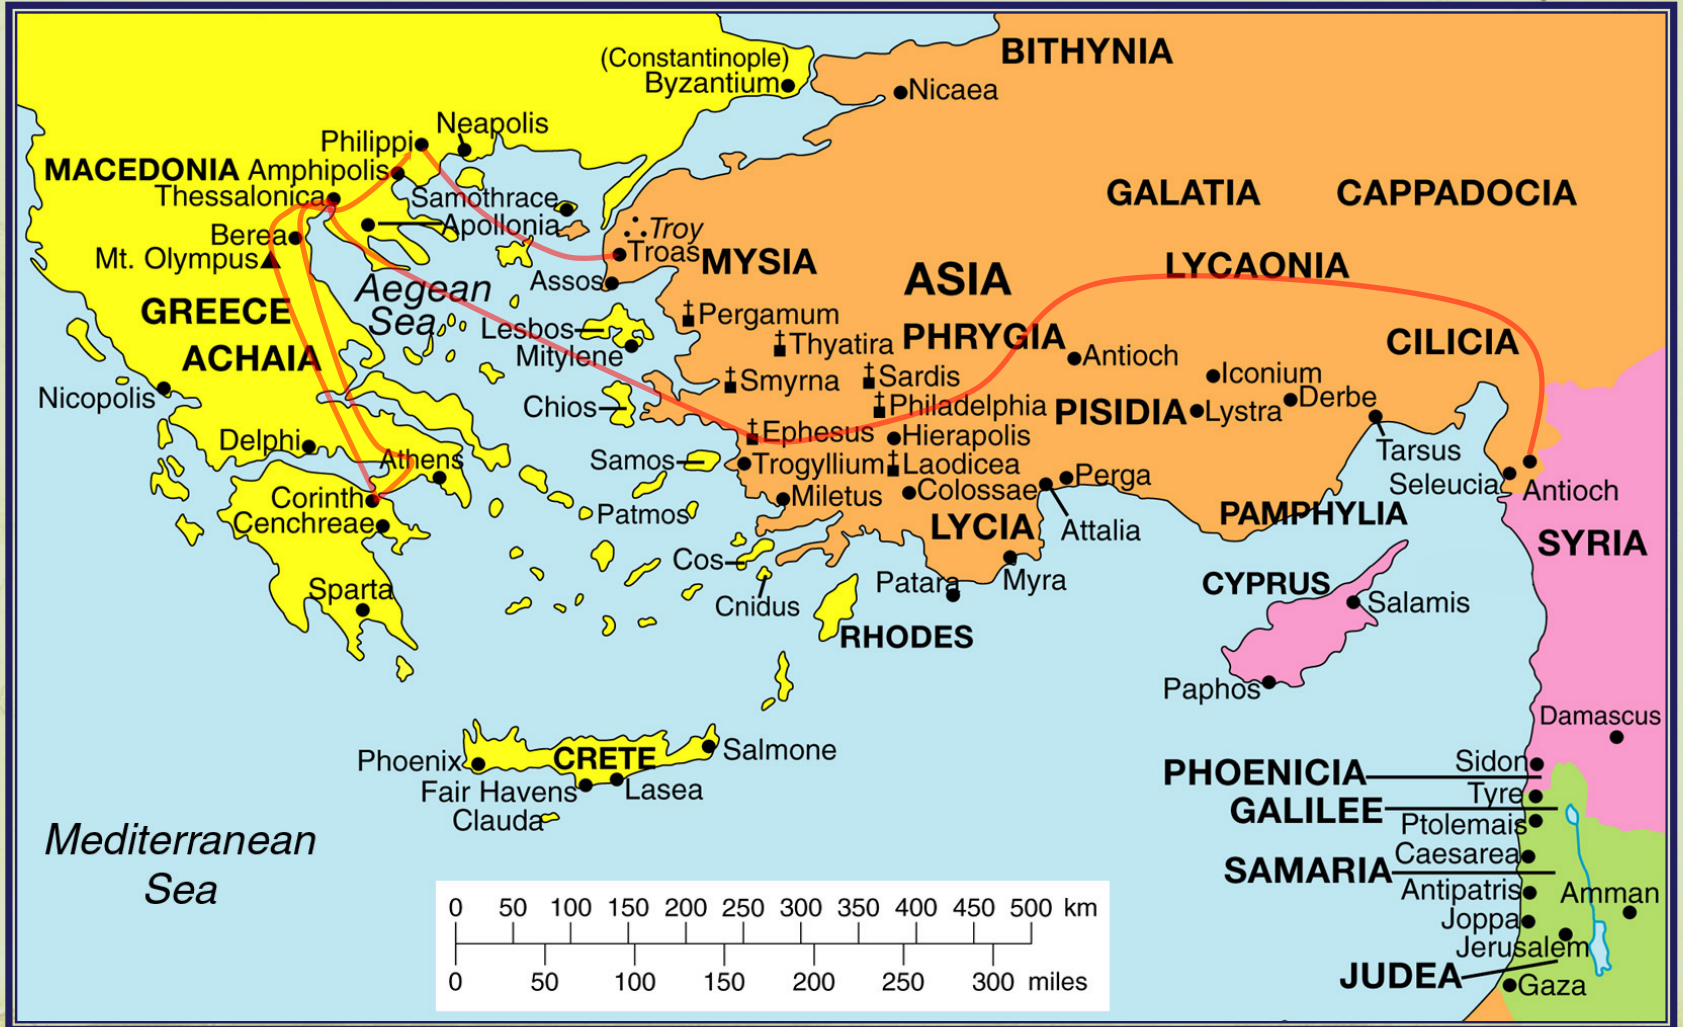 (Constantinople)
Byzantium
BITHYNIA
Nicaea
Neapolis
Philippi
MACEDONIA
Amphipolis
Thessalonica
Samothrace
Apollonia
Berea
Mt. Olympus
Troy
Troas
MYSIA
GALATIA
CAPPADOCIA
LYCAONIA
Assos
Aegean
Sea
ASIA
GREECE
ACHAIA
Pergamum
Lesbos
Mitylene
Thyatira
PHRYGIA
CILICIA
Antioch
Nicopolis
Smyrna
Sardis
Iconium
Chios
Philadelphia
PISIDIA
Lystra
Derbe
Delphi
Ephesus
Hierapolis
Tarsus
Athens
Samos
Trogyllium
Laodicea
Perga
Seleucia
Antioch
Corinth
Miletus
Colossae
Cenchreae
Patmos
LYCIA
Attalia
PAMPHYLIA
SYRIA
Cos
Sparta
Cnidus
Patara
Myra
CYPRUS
Salamis
RHODES
Paphos
Damascus
Phoenix
CRETE
Salmone
Fair Havens
Lasea
Clauda
PHOENICIA
Sidon
Tyre
GALILEE
Ptolemais
Caesarea
SAMARIA
Antipatris
Amman
Joppa
Jerusalem
JUDEA
Gaza
Mediterranean
Sea
0 50 100 150 200 250 300 350 400 450 500 km
0 50 100 150 200 250 300 miles